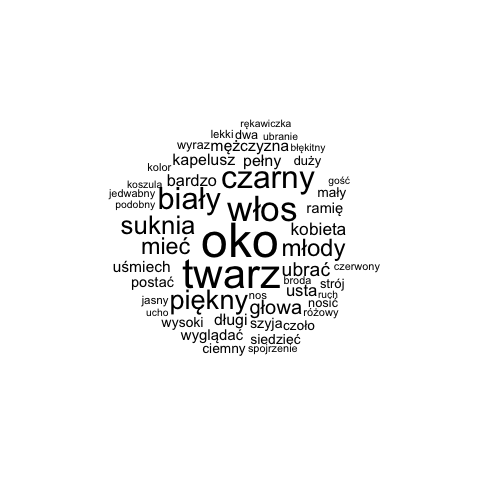 rękawiczka
lekki dwa ubranie
wyraz mężczyzna błękitny
kapelusz pełny duży
kolor
bardzo czarny gość
koszula
jedwabny biały mały
podobny włos ramię
suknia kobieta
mieć oko młody
uśmiech twarz ubrać czerwony
postać broda strój
jasny piękny nos usta ruch
głowa nosić
ucho różowy
wysoki długi szyja czoło
wyglądać siedzięć
ciemny spojrzenie